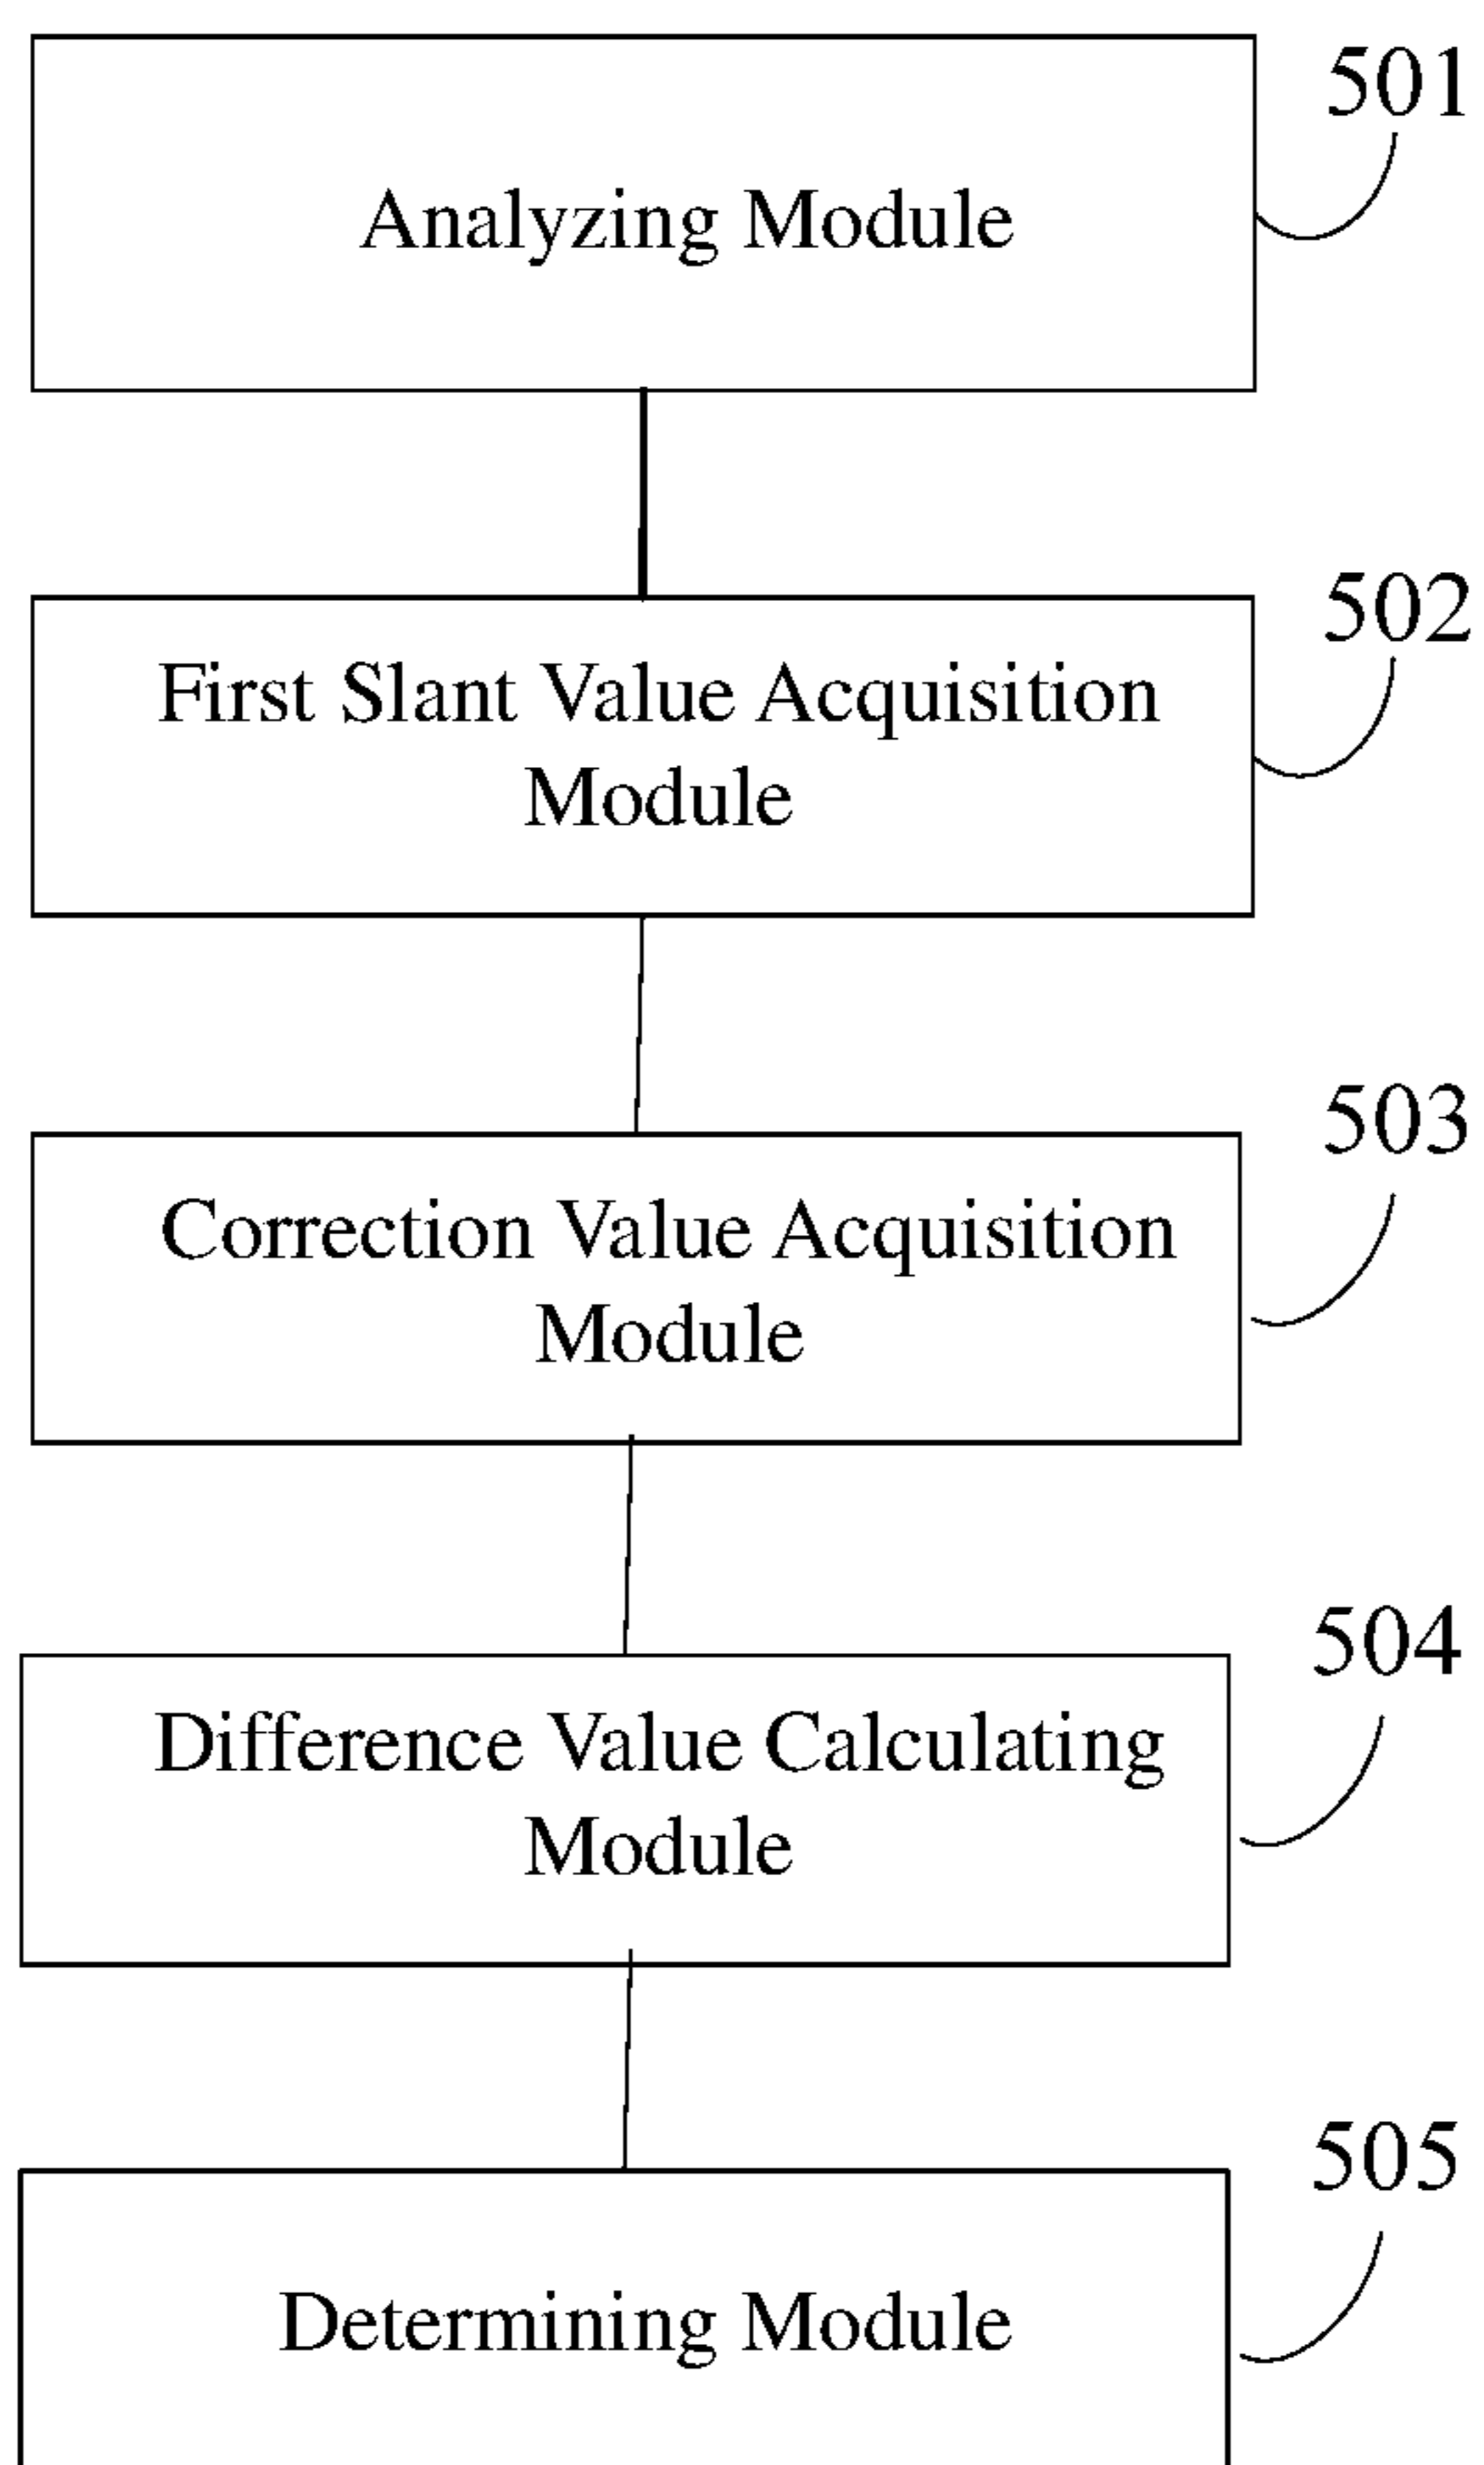 501
Analyzing Module
502
First Slant Value Acquisition
Module
503
Correction Value Acquisition
Module
504
Difference Value Calculating
Module
505
Determining Module